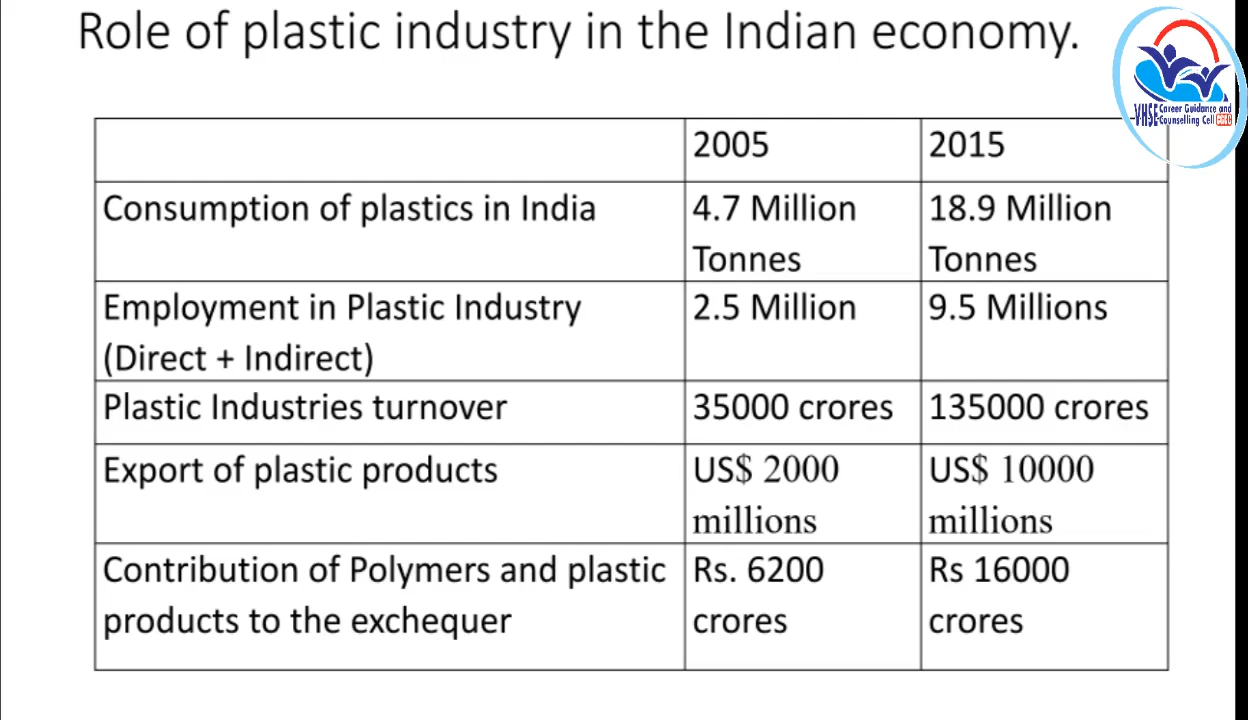 Role of plastic industry in the Indian economy.
VHSE Career Guidance and
Counselling Cell CGCC
2005 2015
Consumption of plastics in India 4.7 Million 18.9 Million
Tonnes Tonnes
Employment in Plastic Industry 2.5 Million 9.5 Millions
(Direct + Indirect)
Plastic Industries turnover 35000 crores 135000 crores
Export of plastic products US$ 2000 US$ 10000
millions millions
Contribution of Polymers and plastic Rs. 6200 Rs 16000
products to the exchequer crores crores